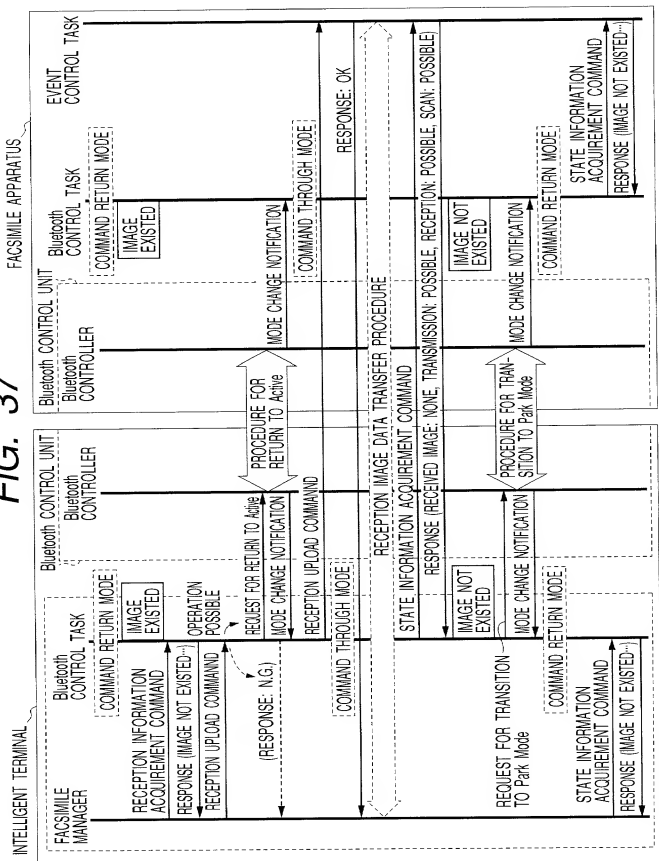 FIG. 37
INTELLIGENT TERMINAL
FACSIMILE APPARATUS
Bluetooth CONTROL UNIT
Bluetooth CONTROL UNIT
FACSIMILE
MANAGER
Bluetooth
CONTROL TASK
Bluetooth
CONTROLLER
Bluetooth
CONTROLLER
Bluetooth
CONTROL TASK
EVENT
CONTROL TASK
COMMAND RETURN MODE
COMMAND RETURN MODE
RECEPTION INFORMATION
ACQUIREMENT COMMAND
IMAGE
EXISTED
IMAGE
EXISTED
RESPONSE (IMAGE NOT EXISTED···)
OPERATION
POSSIBLE
RECEPTION UPLOAD COMMANND
REQUEST FOR RETURN TO Active
PROCEDURE FOR
RETURN TO Active
(RESPONSE: N.G.)
MODE CHANGE NOTIFICATION
MODE CHANGE NOTIFICATION
COMMAND THROUGH MODE
RECEPTION UPLOAD COMMANND
COMMAND THROUGH MODE
RESPONSE: OK
RECEPTION IMAGE DATA TRANSFER PROCEDURE
STATE INFORMATION ACQUIREMENT COMMAND
RESPONSE (RECEIVED IMAGE: NONE, TRANSMISSION: POSSIBLE, RECEPTION: POSSIBLE, SCAN: POSSIBLE)
IMAGE NOT
EXISTED
IMAGE NOT
EXISTED
REQUEST FOR TRANSITION
TO Park Mode
PROCEDURE FOR TRAN-
SITION TO Park Mode
MODE CHANGE NOTIFICATION
MODE CHANGE NOTIFICATION
COMMAND RETURN MODE
COMMAND RETURN MODE
STATE INFORMATION
ACQUIREMENT COMMAND
STATE INFORMATION
ACQUIREMENT COMMAND
RESPONSE (IMAGE NOT EXISTED···)
RESPONSE (IMAGE NOT EXISTED···)